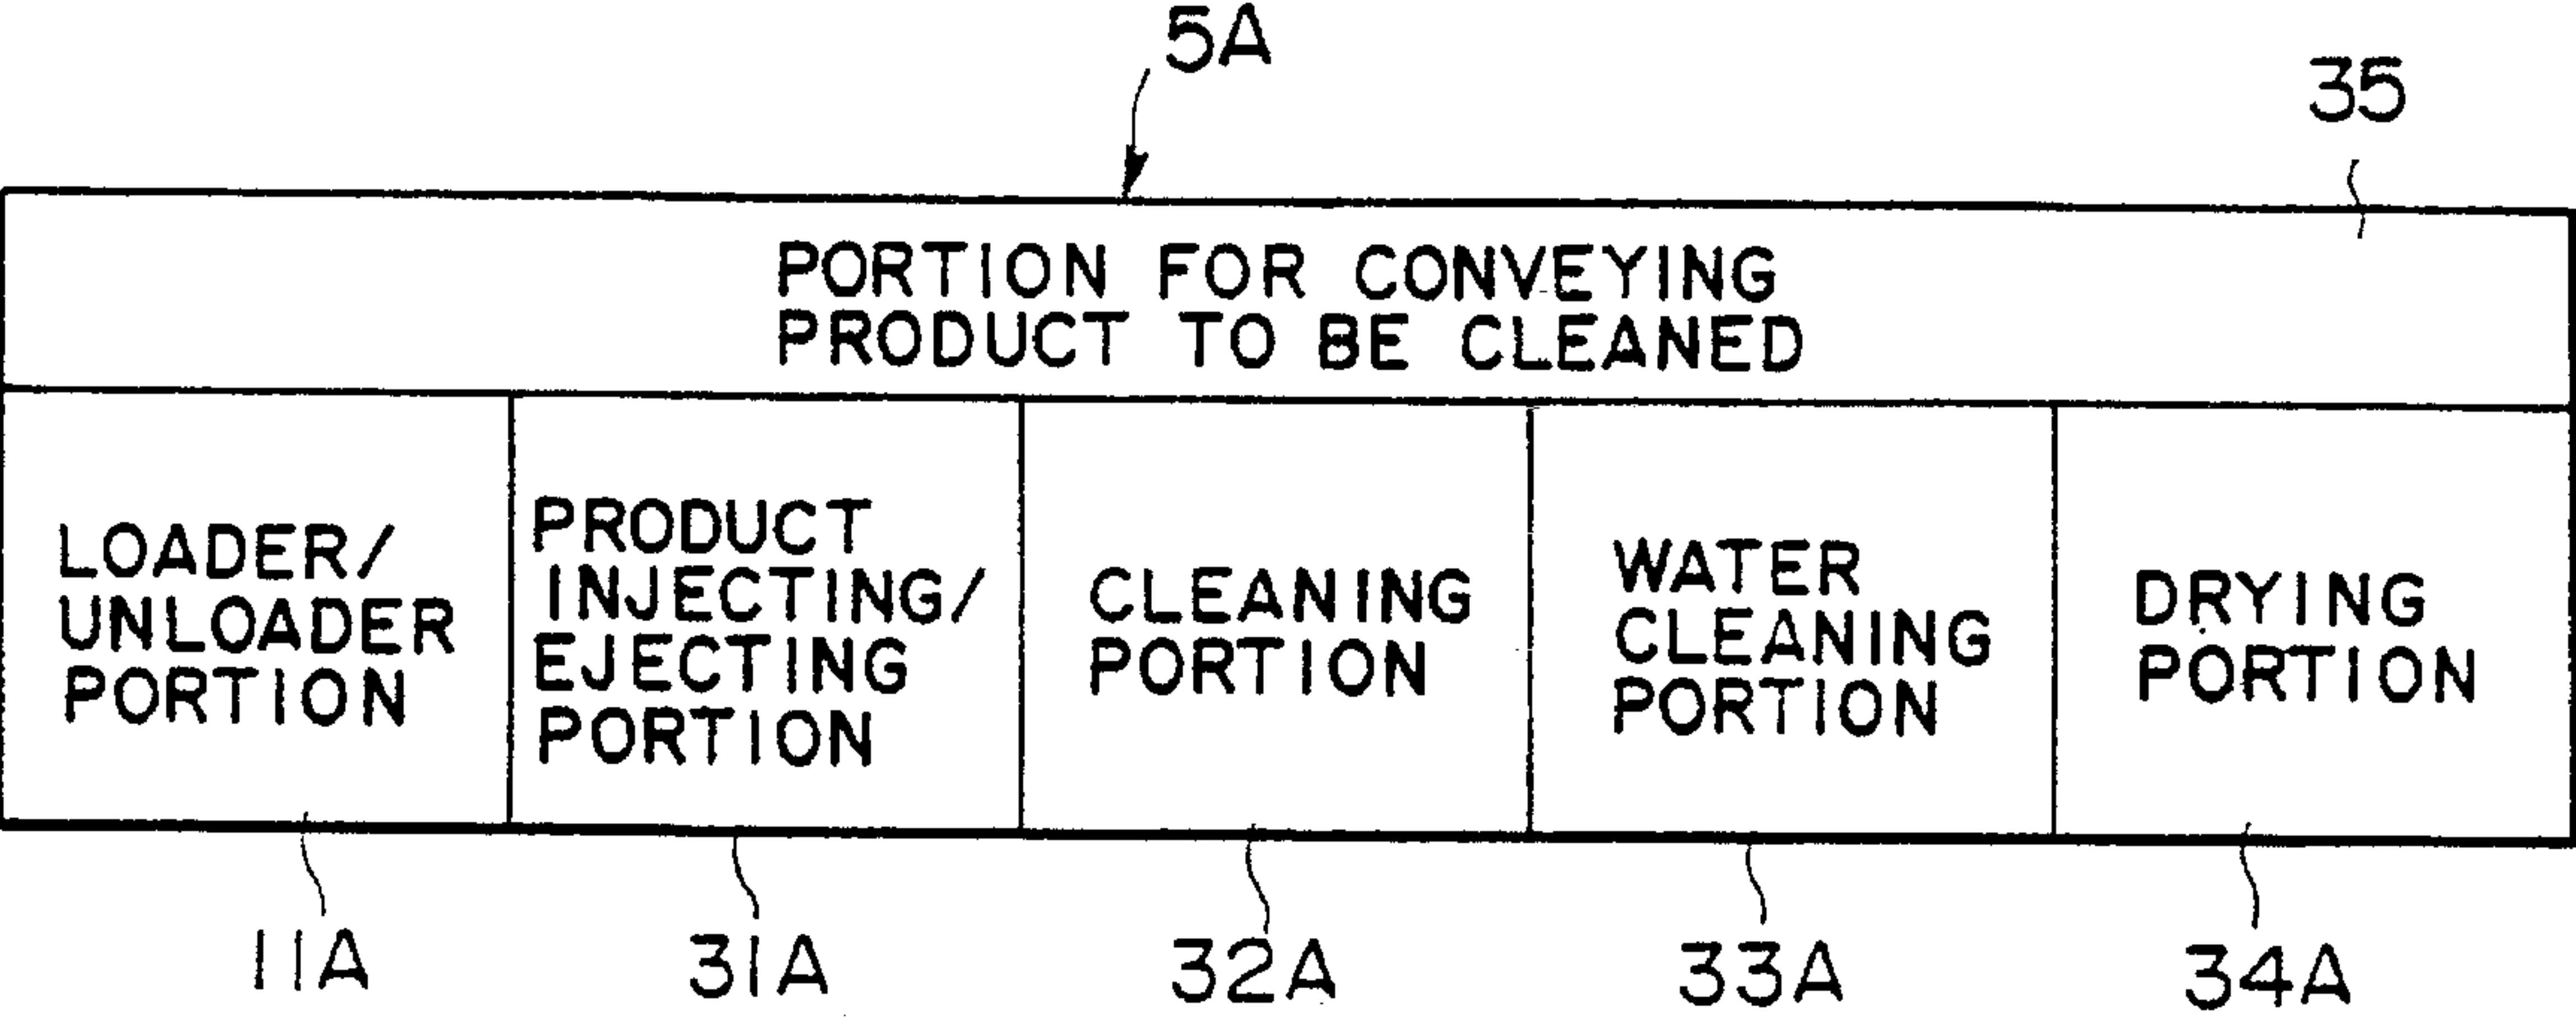 5A
35
PORTION FOR CONVEYING
PRODUCT TO BE CLEANED
LOADER/
UNLOADER
PORTION
PRODUCT
INJECTING/
EJECTING
PORTION
CLEANING
PORTION
WATER
CLEANING
PORTION
DRYING
PORTION
11A
31A
32A
33A
34A